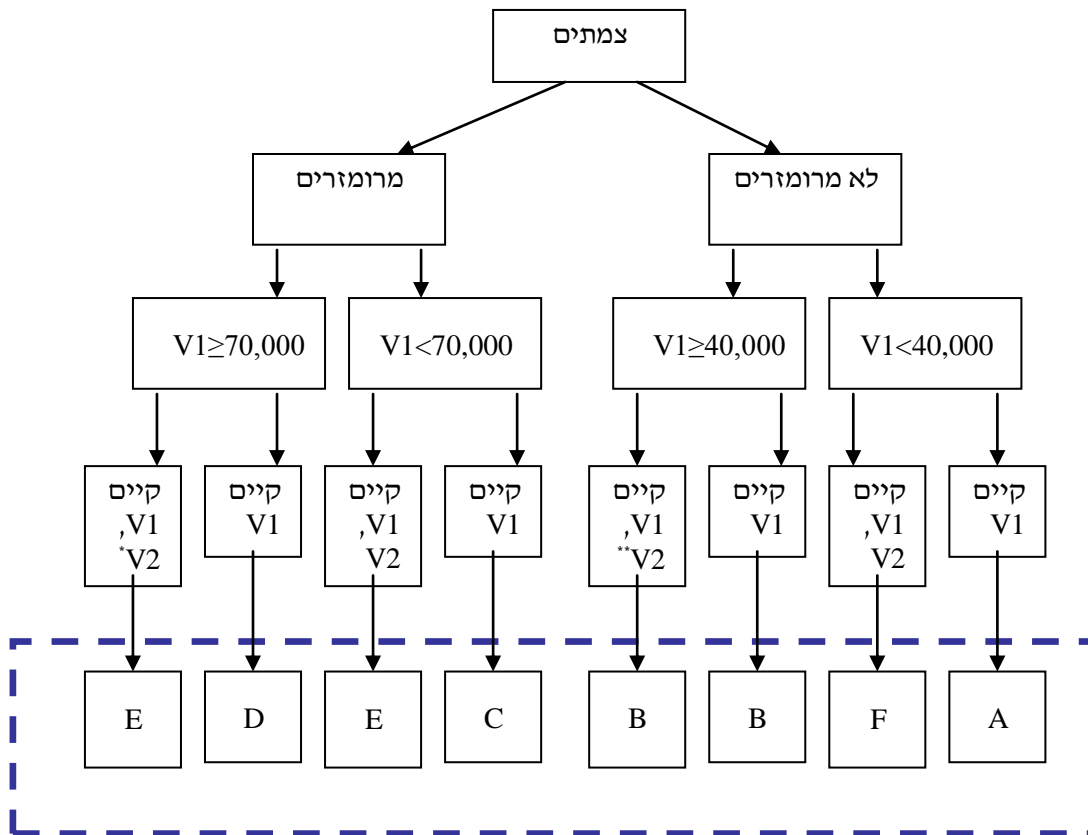 צמתים
לא מרומזרים
מרומזרים
V1<40,000
V1≥40,000
V1<70,000
V1≥70,000
קיים
V1
קיים
V1,
V2
קיים
V1
קיים
V1,
V2**
קיים
V1
קיים
V1,
V2
קיים
V1
קיים
V1,
V2*
A
F
B
B
C
E
D
E